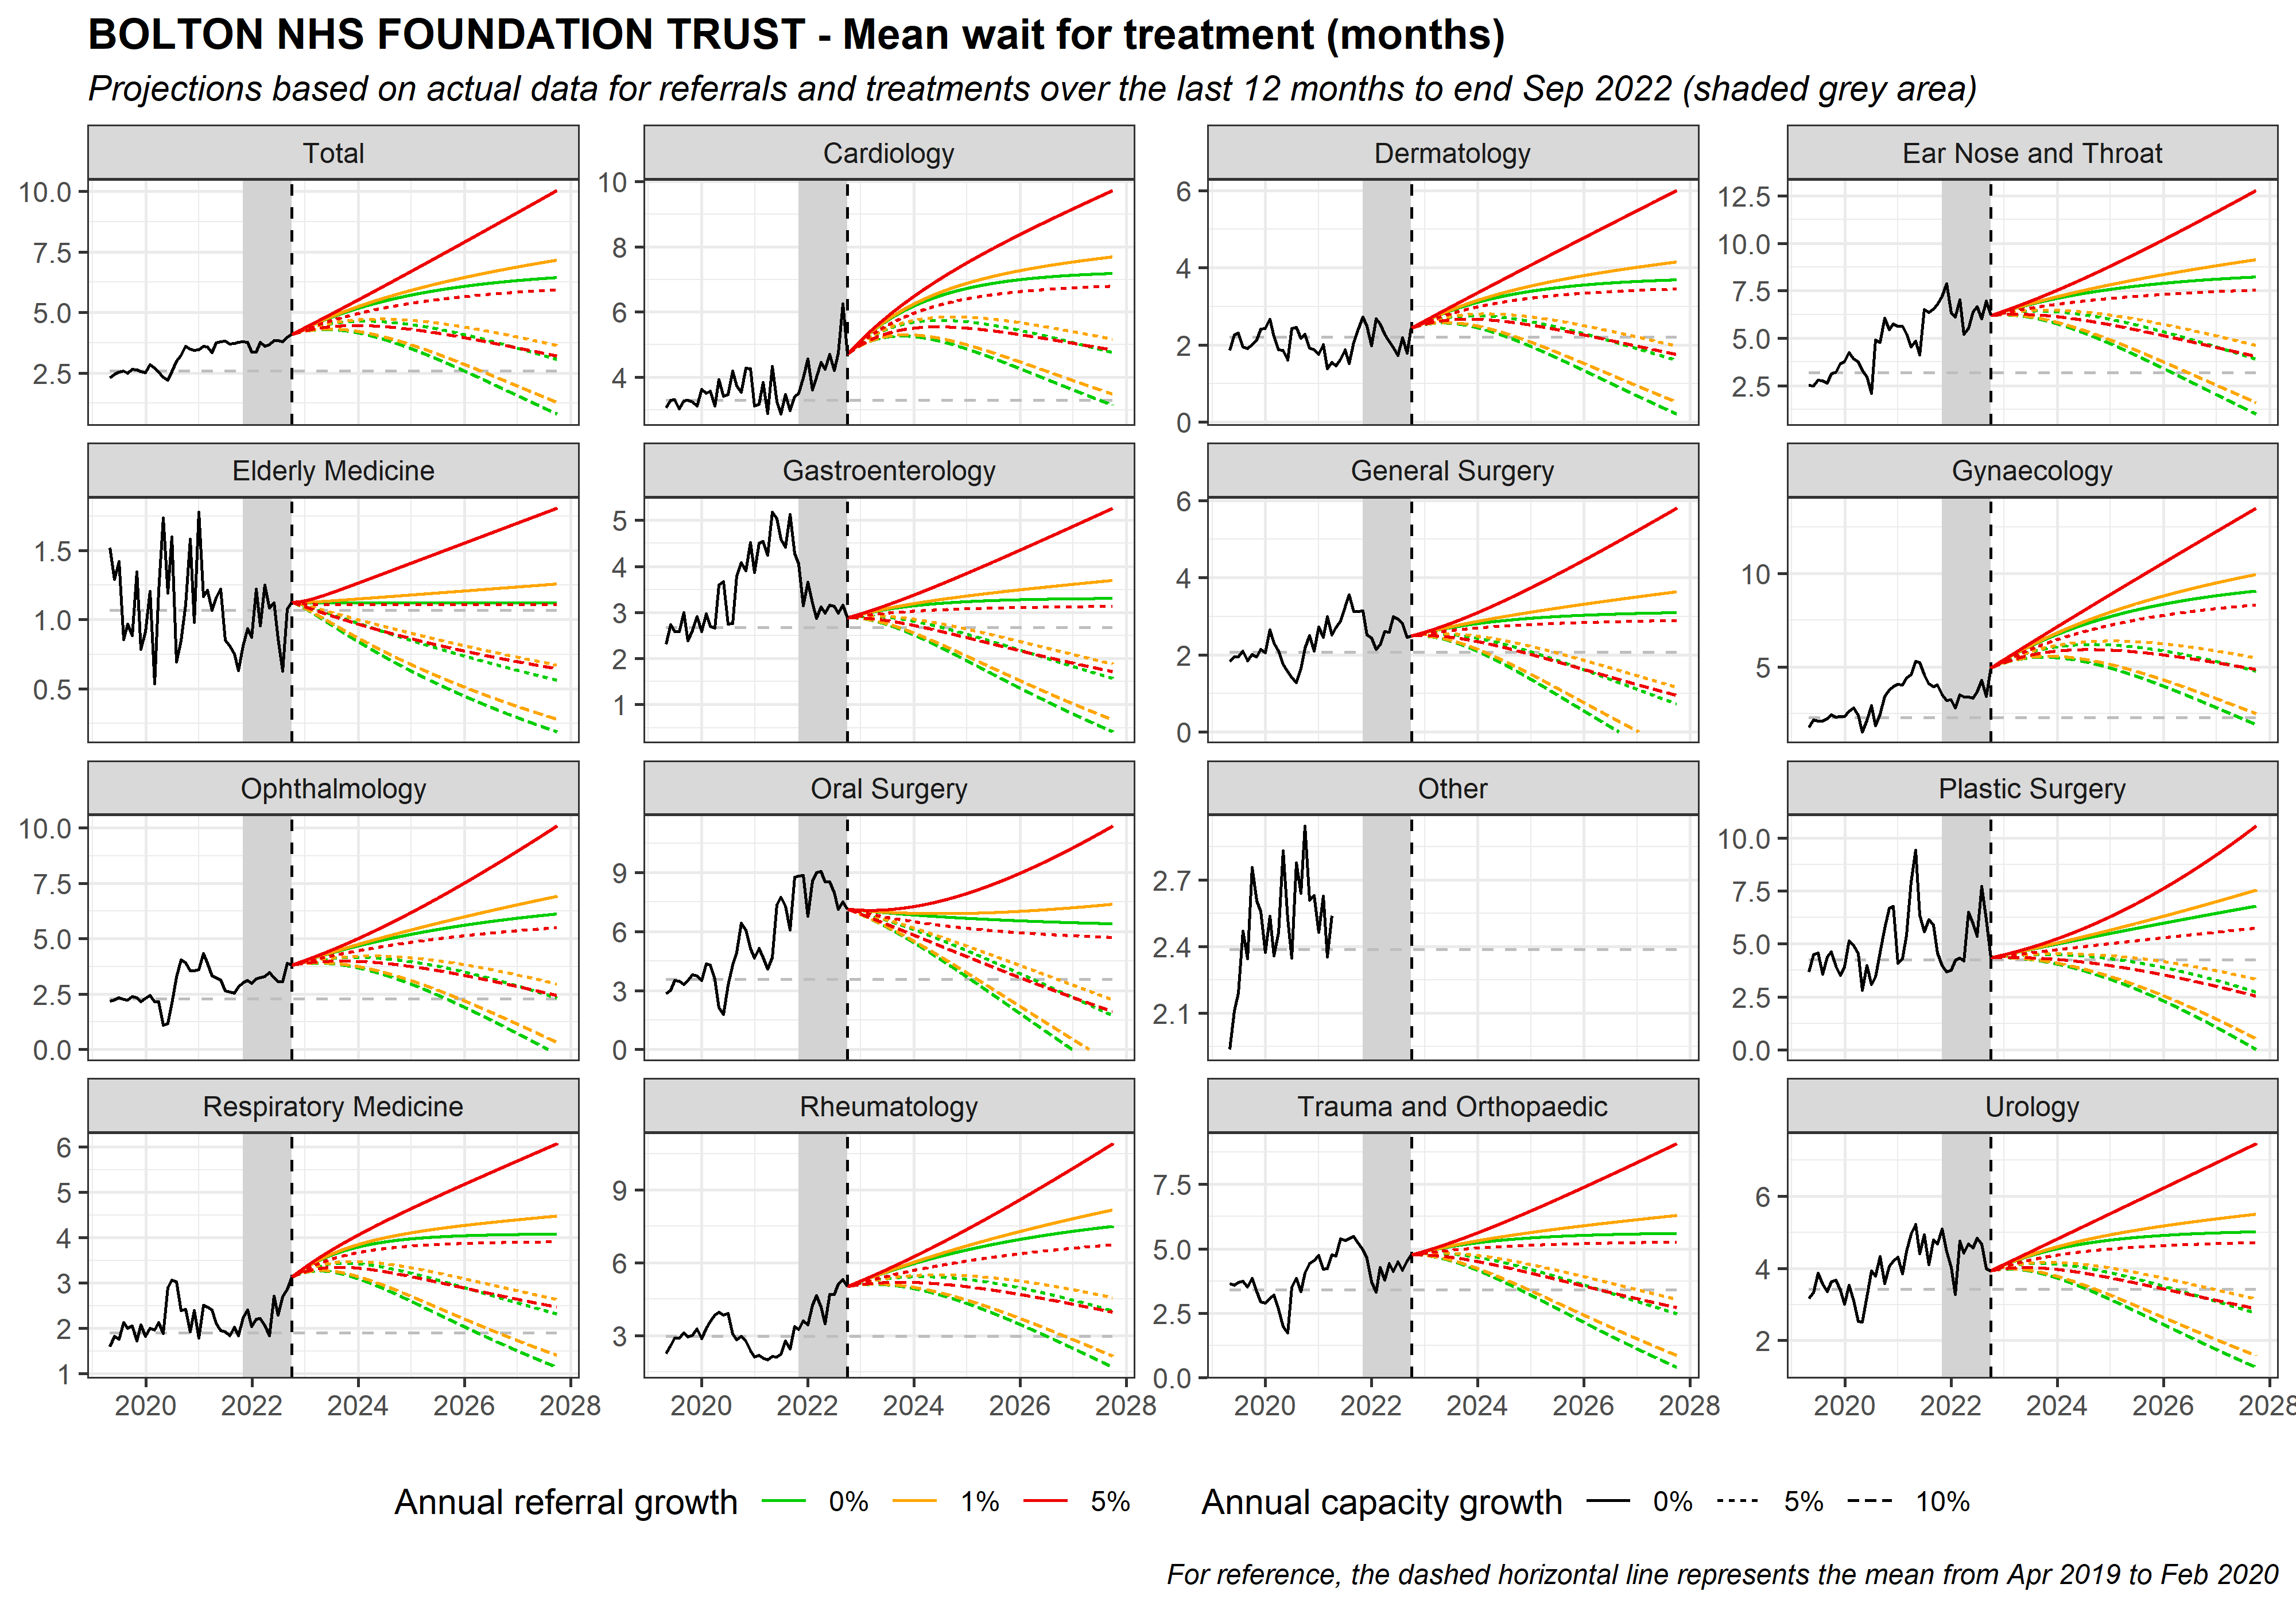 BOLTON NHS FOUNDATION TRUST - Mean wait for treatment (months)
Projections based on actual data for referrals and treatments over the last 12 months to end Sep 2022 (shaded grey area)
Total
10.0
7.5
5.0
2.5
Cardiology
10
8
6
4
Dermatology
6
4
2
0
Ear Nose and Throat
12.5
10.0
7.5
5.0
2.5
Elderly Medicine
1.5
1.0
0.5
Gastroenterology
5
4
3
2
1
General Surgery
6
4
2
0
Gynaecology
10
5
Ophthalmology
10.0
7.5
5.0
2.5
0.0
Oral Surgery
9
6
3
0
Other
2.7
2.4
2.1
Plastic Surgery
10.0
7.5
5.0
2.5
0.0
Respiratory Medicine
6
5
4
3
2
1
2020 2022 2024 2026 2028
Rheumatology
9
6
3
2020 2022 2024 2026 2028
Trauma and Orthopaedic
7.5
5.0
2.5
0.0
2020 2022 2024 2026 2028
Urology
6
4
2
2020 2022 2024 2026 2028
Annual referral growth 0% 1% 5% Annual capacity growth 0% 5% 10%
For reference, the dashed horizontal line represents the mean from Apr 2019 to Feb 2020